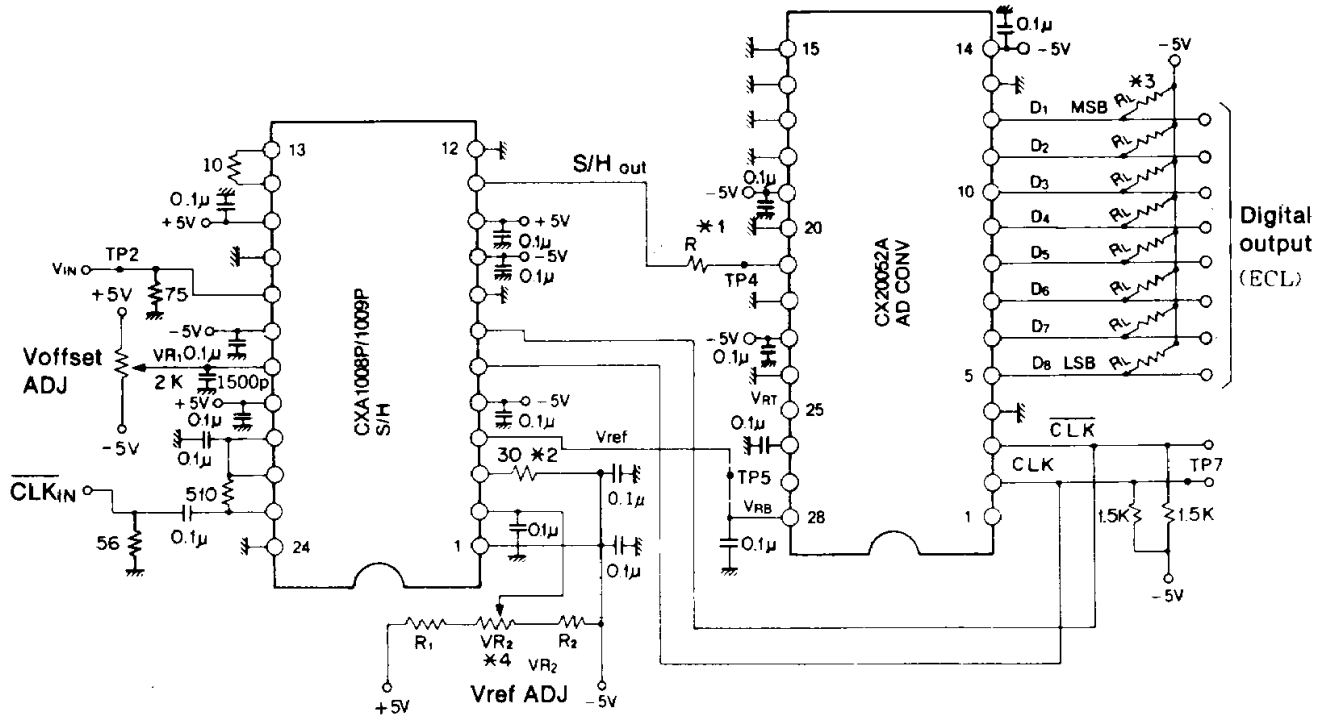 0.1μ
-5V
15
14
-5V
*3
RL
D1 MSB
13
12
10
S/H out
RL
D2
0.1μ
-5V
RL
D3
10
0.1μ
+5V
+5V
0.1μ
*1
R
20
RL
D4
Digital
output
(ECL)
VIN
TP2
-5V
0.1μ
TP4
RL
D5
+5V
75
CXA1008P/1009P
S/H
CX20052A
AD CONV
RL
D6
-5V
-5V
0.1μ
RL
D7
Voffset
ADJ
VR1
0.1μ
2 K
1500p
RL
D8 LSB
5
+5V
0.1μ
-5V
0.1μ
VRT
25
-5V
0.1μ
Vref
0.1μ
CLK
30 *2
TP5
CLK
TP7
CLKIN
510
0.1μ
VRB
28
1
1.5K
1.5K
56
0.1μ
24
1
0.1μ
0.1μ
0.1μ
-5V
R1
VR2
R2
*4
VR2
+5V
Vref ADJ
-5V